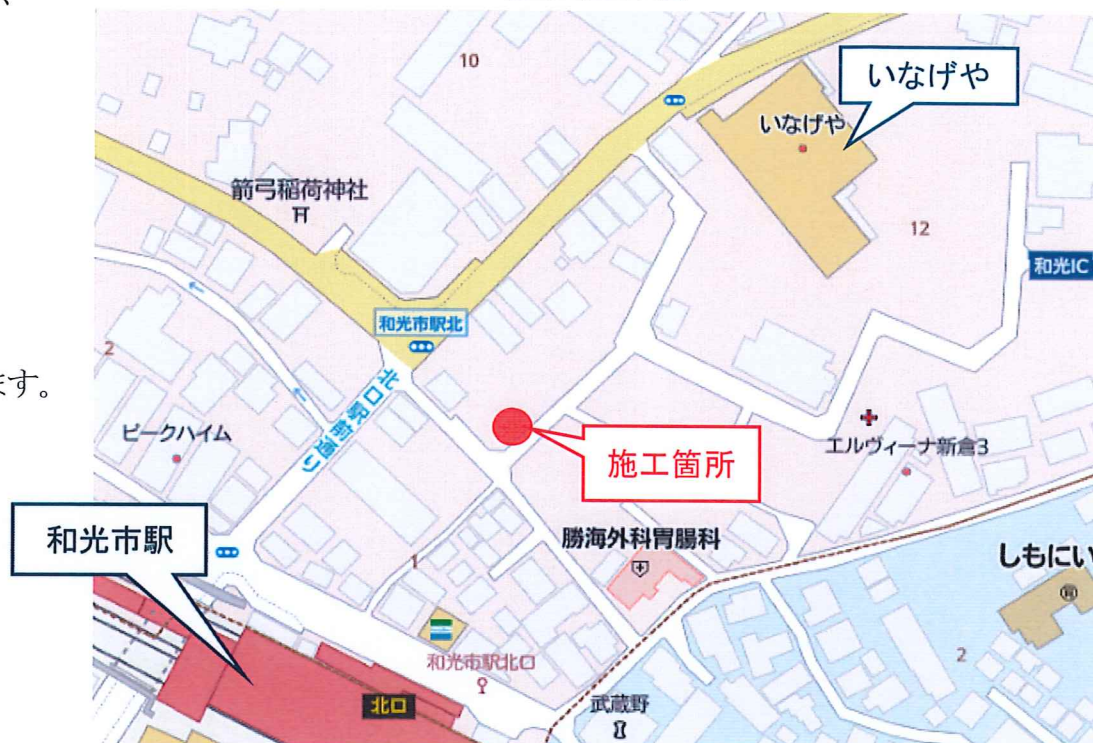 10
いなげや
いなげや
箭弓稲荷神社
12
和光IC
和光市駅北
2
ます。
北口駅前通り
ピークハイム
エルヴィーナ新倉3
施工箇所
和光市駅
勝海外科胃腸科
1
しもにい
和光市駅北口
2
北口
武蔵野